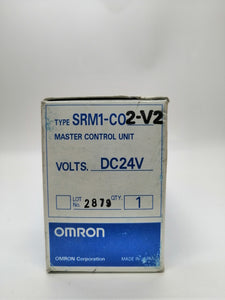 TYPE SRM1-C02-V2
MASTER CONTROL UNIT
VOLTS. DC24V
LOT No. 2879 QTY. 1
OMRON
OMRON Corporation MADE IN JAPAN